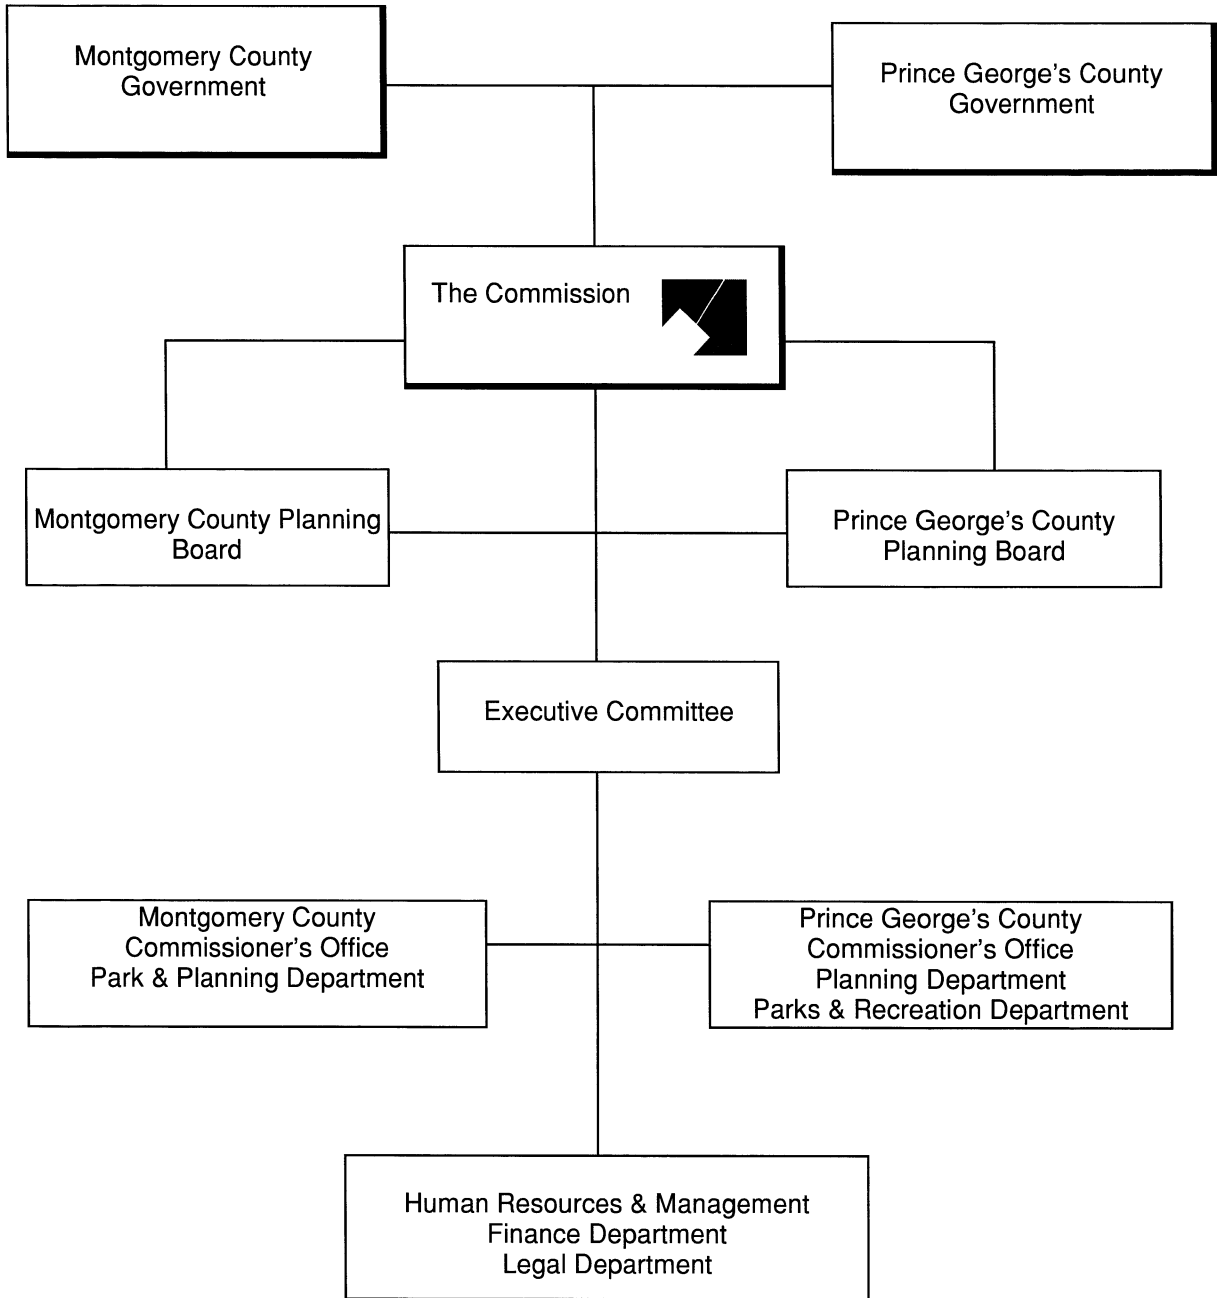 Montgomery County
Government
Prince George's County
Government
The Commission
Montgomery County Planning
Board
Prince George's County
Planning Board
Executive Committee
Montgomery County
Commissioner's Office
Park & Planning Department
Prince George's County
Commissioner's Office
Planning Department
Parks & Recreation Department
Human Resources & Management
Finance Department
Legal Department